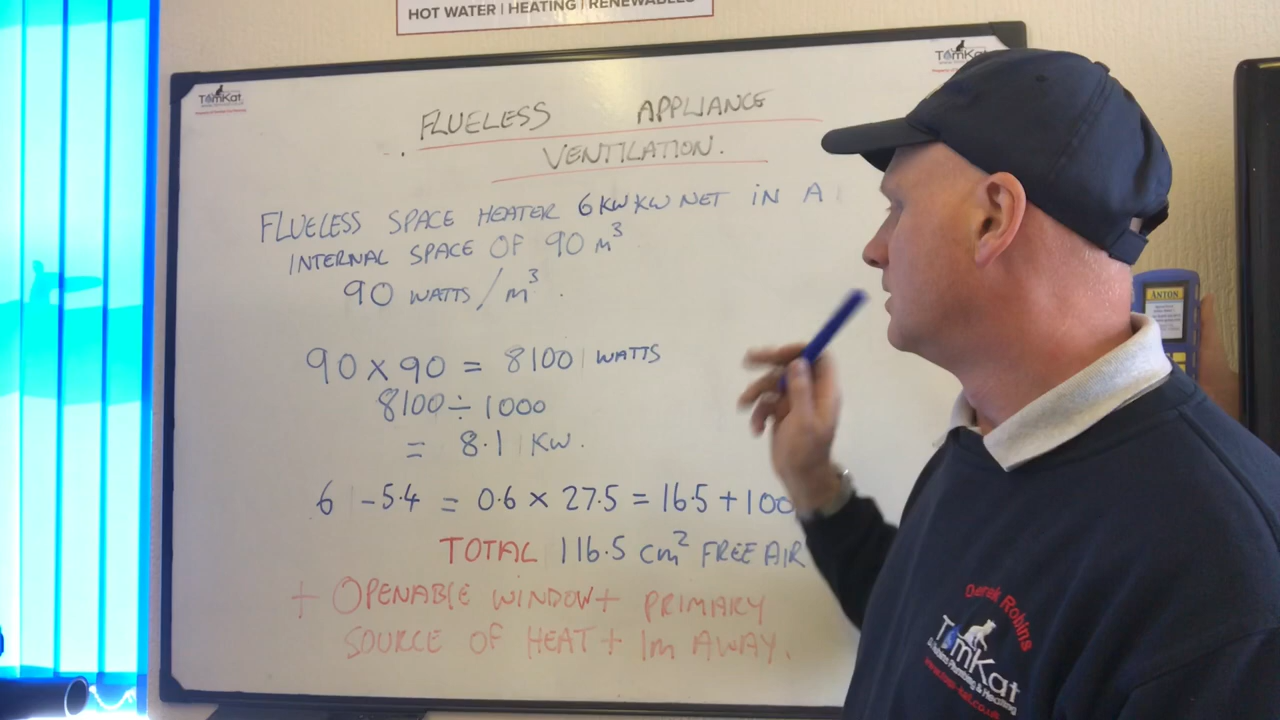 HOT WATER | HEATING | RENEWABLES
TomKat
TomKat
FLUELESS APPLIANCE
VENTILATION.
FLUELESS SPACE HEATER 6KW KW NET IN A
INTERNAL SPACE OF 90 m³
90 WATTS/m³.
90 x 90 = 8100 WATTS
8100 ÷ 1000
= 8.1 KW.
6 - 5.4 = 0.6 x 27.5 = 16.5 + 100
TOTAL 116.5 cm² FREE AIR
+ OPENABLE WINDOW + PRIMARY
SOURCE OF HEAT + 1m AWAY.
ANTON
Derek Robins
TomKat